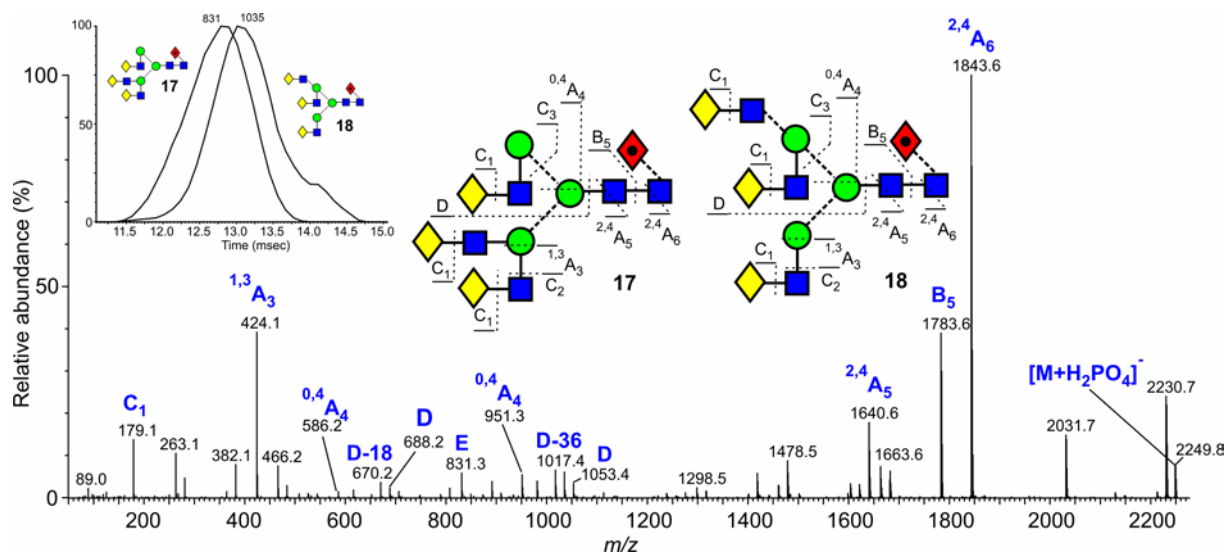 100
50
0
831
1035
17
18
11.5 12.0 12.5 13.0 13.5 14.0 14.5 15.0
Time (msec)
C1
C3
0,4A4
B5
C1
D
2,4A5
2,4A6
C1
1,3A3
C2
C1
17
C1
C3
0,4A4
B5
C1
D
2,4A5
2,4A6
C1
1,3A3
C2
18
Relative abundance (%)
100
50
0
C1
179.1
89.0
263.1
382.1
1,3A3
424.1
466.2
0,4A4
586.2
D-18
670.2
D
688.2
E
831.3
0,4A4
951.3
D-36
1017.4
D
1053.4
1298.5
1478.5
2,4A5
1640.6
1663.6
B5
1783.6
2,4A6
1843.6
2031.7
[M+H2PO4]-
2230.7
2249.8
200 400 600 800 1000 1200 1400 1600 1800 2000 2200
m/z